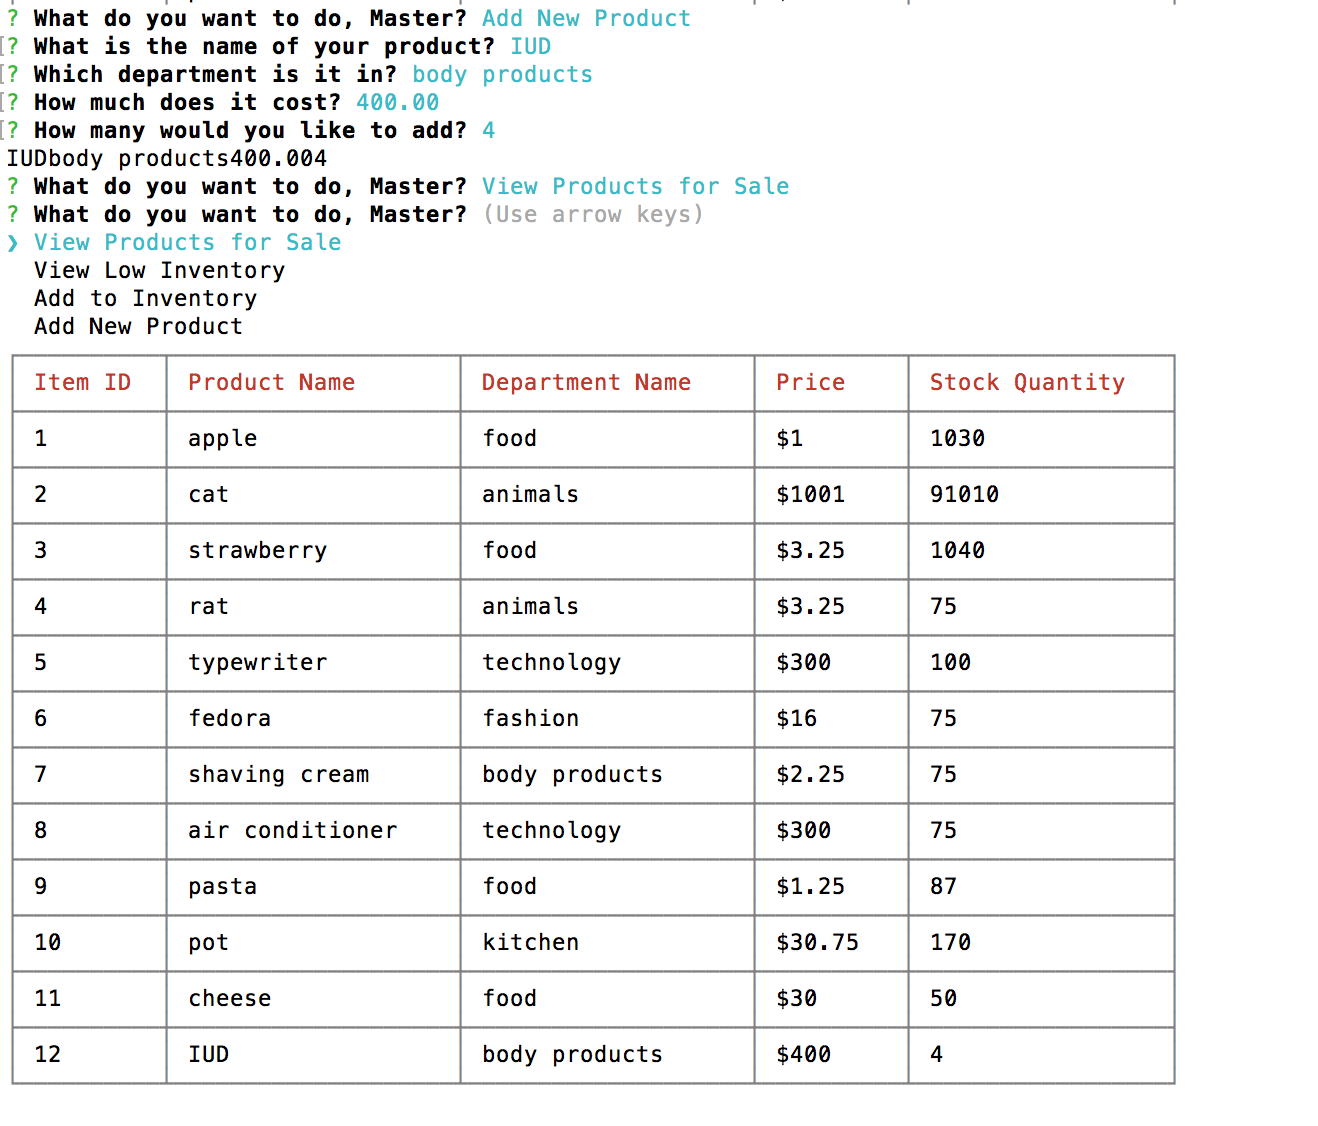 ? What do you want to do, Master? Add New Product
[? What is the name of your product? IUD
[? Which department is it in? body products
[? How much does it cost? 400.00
[? How many would you like to add? 4
IUDbody products400.004
? What do you want to do, Master? View Products for Sale
? What do you want to do, Master? (Use arrow keys)
❯ View Products for Sale
View Low Inventory
Add to Inventory
Add New Product
Item ID Product Name Department Name Price Stock Quantity
1 apple food $1 1030
2 cat animals $1001 91010
3 strawberry food $3.25 1040
4 rat animals $3.25 75
5 typewriter technology $300 100
6 fedora fashion $16 75
7 shaving cream body products $2.25 75
8 air conditioner technology $300 75
9 pasta food $1.25 87
10 pot kitchen $30.75 170
11 cheese food $30 50
12 IUD body products $400 4